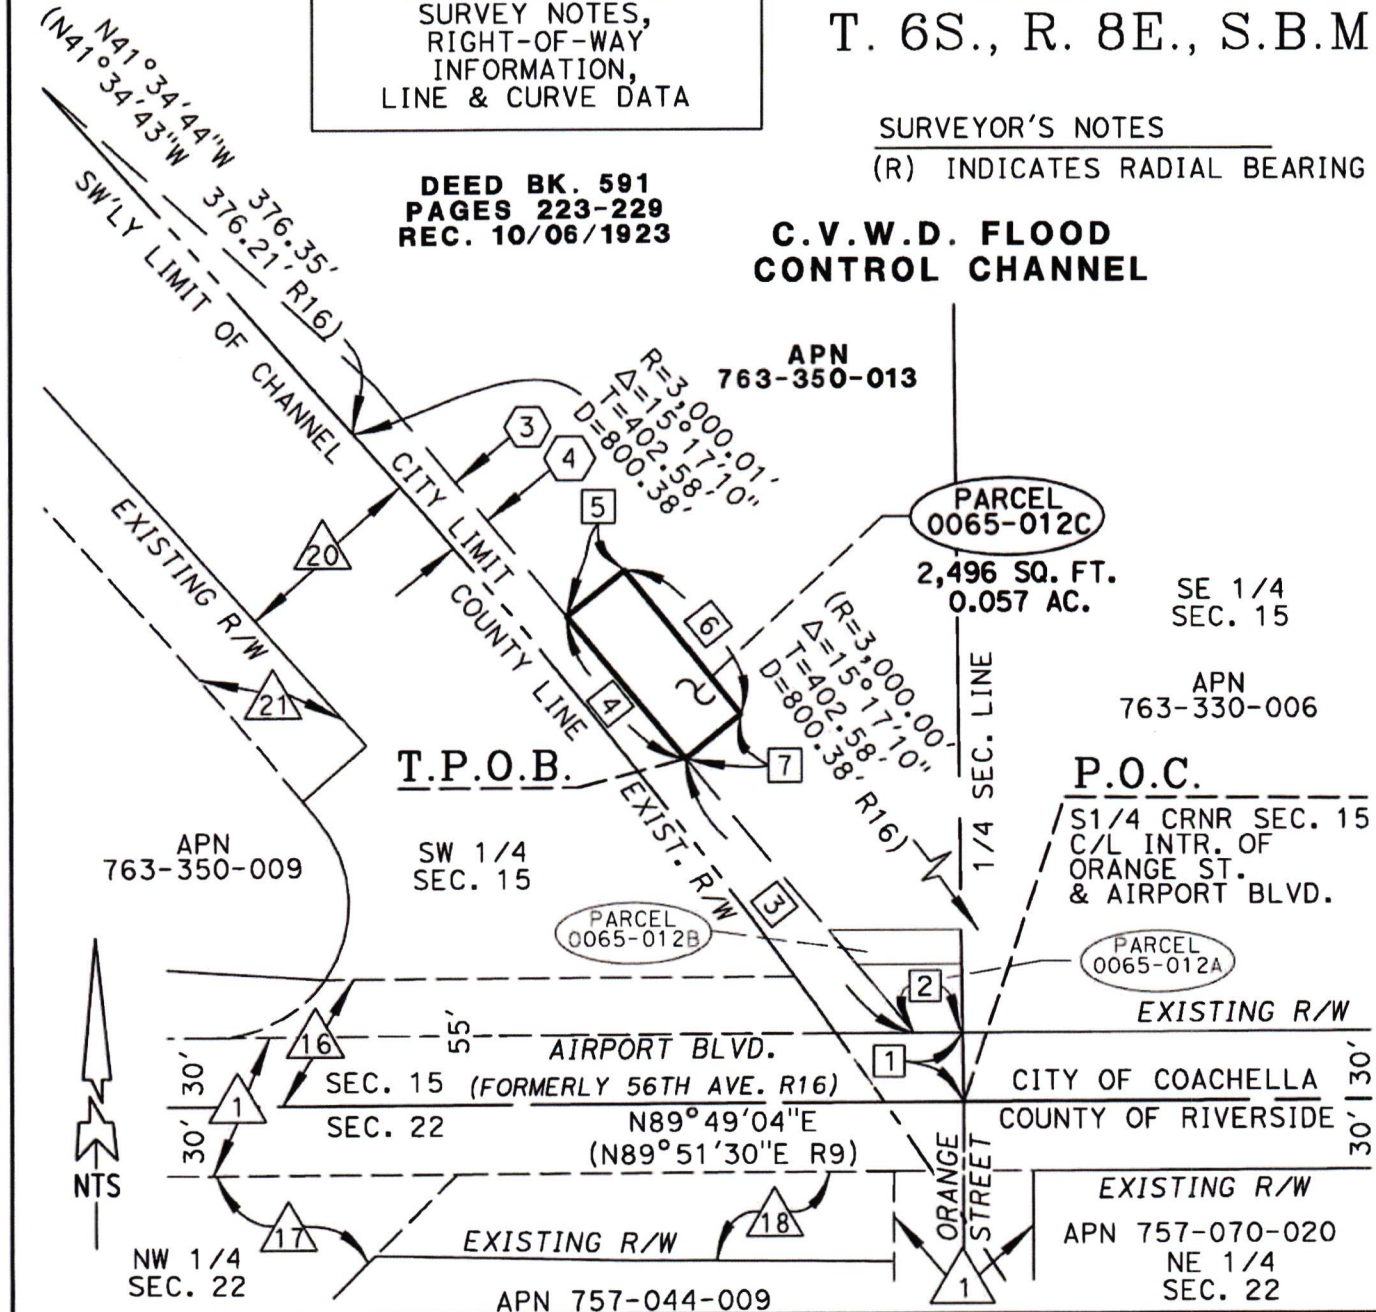 SURVEY NOTES,
RIGHT-OF-WAY
INFORMATION,
LINE & CURVE DATA
T. 6S., R. 8E., S.B.M
SURVEYOR'S NOTES
(R) INDICATES RADIAL BEARING
N41°34'44"W 376.35'
(N41°34'43"W 376.21' R16)
SW'LY LIMIT OF CHANNEL
DEED BK. 591
PAGES 223-229
REC. 10/06/1923
C.V.W.D. FLOOD
CONTROL CHANNEL
APN
763-350-013
R=3,000.01'
Δ=15°17'10"
T=402.58'
D=800.38'
3
4
CITY LIMIT
COUNTY LINE
5
PARCEL
0065-012C
2,496 SQ. FT.
0.057 AC.
SE 1/4
SEC. 15
EXISTING R/W
20
21
6
4
7
(R=3,000.00'
Δ=15°17'10"
T=402.58'
D=800.38' R16)
1/4 SEC. LINE
APN
763-330-006
T.P.O.B.
P.O.C.
S1/4 CRNR SEC. 15
C/L INTR. OF
ORANGE ST.
& AIRPORT BLVD.
EXIST. R/W
APN
763-350-009
SW 1/4
SEC. 15
3
PARCEL
0065-012B
PARCEL
0065-012A
2
EXISTING R/W
16
55'
AIRPORT BLVD.
1
30'
1
SEC. 15
(FORMERLY 56TH AVE. R16)
CITY OF COACHELLA
30'
30'
SEC. 22
N89°49'04"E
COUNTY OF RIVERSIDE
30'
(N89°51'30"E R9)
NTS
ORANGE
STREET
EXISTING R/W
17
18
EXISTING R/W
APN 757-070-020
NW 1/4
SEC. 22
NE 1/4
SEC. 22
1
APN 757-044-009